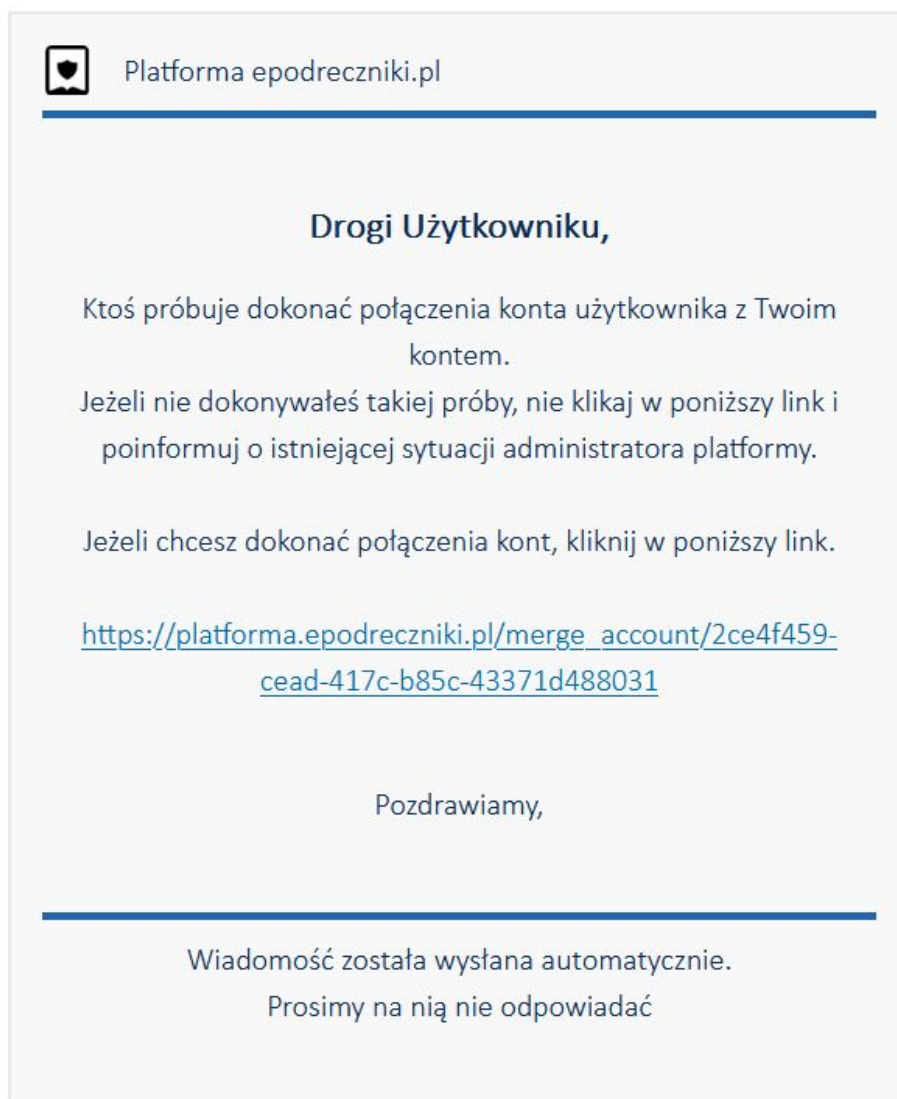 Platforma epodreczniki.pl
Drogi Użytkowniku,
Ktoś próbuje dokonać połączenia konta użytkownika z Twoim
kontem.
Jeżeli nie dokonywałeś takiej próby, nie klikaj w poniższy link i
poinformuj o istniejącej sytuacji administratora platformy.
Jeżeli chcesz dokonać połączenia kont, kliknij w poniższy link.
https://platforma.epodreczniki.pl/merge_account/2ce4f459-
cead-417c-b85c-43371d488031
Pozdrawiamy,
Wiadomość została wysłana automatycznie.
Prosimy na nią nie odpowiadać